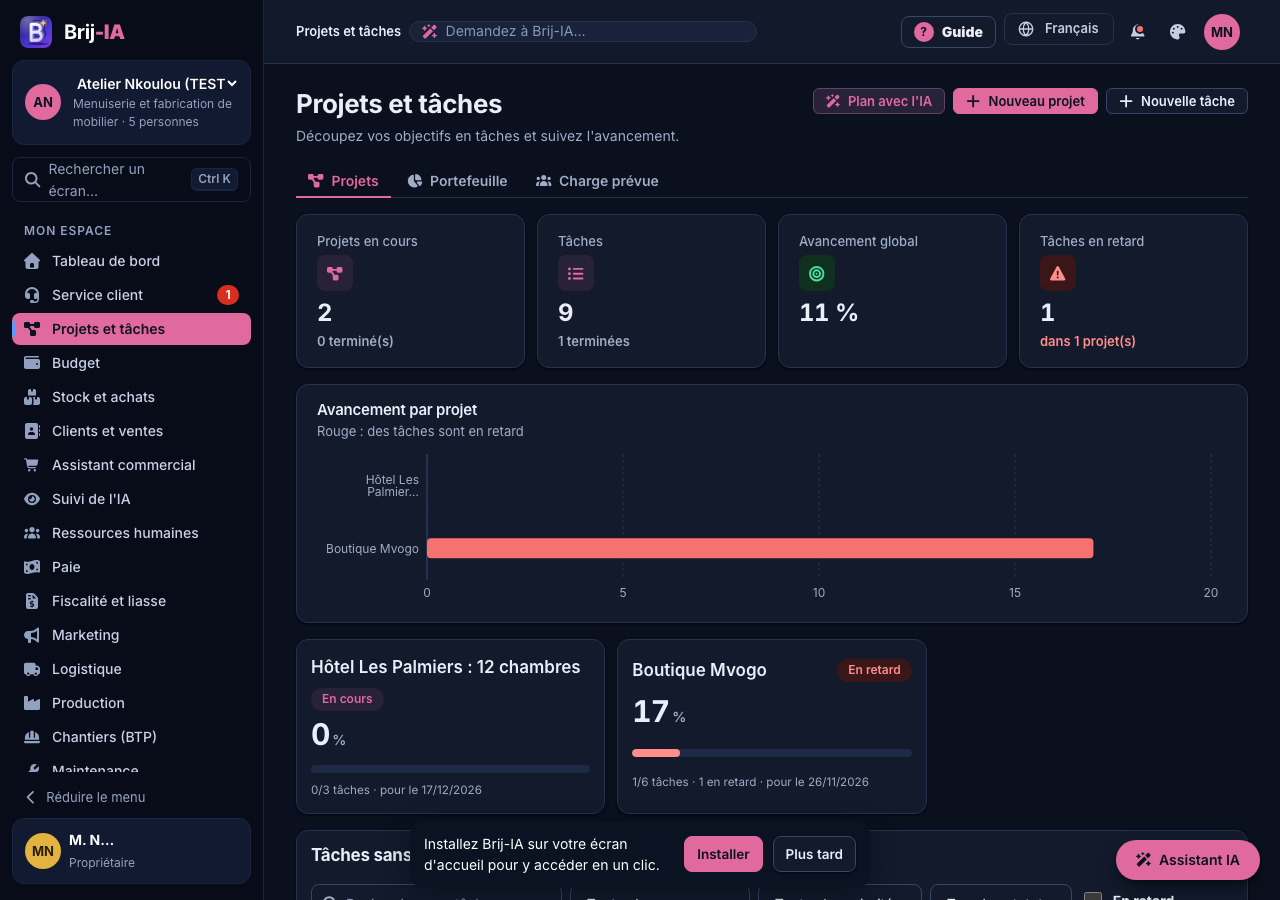 Brij-IA
Atelier Nkoulou (TEST
AN
Menuiserie et fabrication de
mobilier · 5 personnes
Rechercher un
écran...
Ctrl K
MON ESPACE
Tableau de bord
Service client
1
Projets et tâches
Budget
Stock et achats
Clients et ventes
Assistant commercial
Suivi de l'IA
Ressources humaines
Paie
Fiscalité et liasse
Marketing
Logistique
Production
Chantiers (BTP)
Maintenance
Réduire le menu
MN
M. N...
Propriétaire
Projets et tâches
Demandez à Brij-IA...
? Guide
Français
MN
Projets et tâches
Découpez vos objectifs en tâches et suivez l'avancement.
Plan avec l'IA
Nouveau projet
Nouvelle tâche
Projets
Portefeuille
Charge prévue
Projets en cours
2
0 terminé(s)
Tâches
9
1 terminées
Avancement global
11 %
Tâches en retard
1
dans 1 projet(s)
Avancement par projet
Rouge : des tâches sont en retard
Hôtel Les
Palmier...
Boutique Mvogo
0 5 10 15 20
Hôtel Les Palmiers : 12 chambres
En cours
0 %
0/3 tâches · pour le 17/12/2026
Boutique Mvogo
En retard
17 %
1/6 tâches · 1 en retard · pour le 26/11/2026
Tâches sans
Installez Brij-IA sur votre écran
d'accueil pour y accéder en un clic.
Installer
Plus tard
Assistant IA
En retard